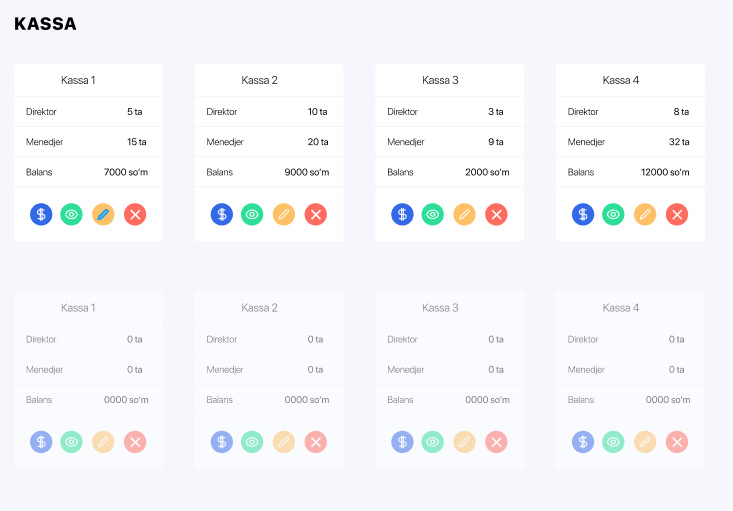 KASSA
Kassa 1 Kassa 2 Kassa 3 Kassa 4
Direktor 5 ta Direktor 10 ta Direktor 3 ta Direktor 8 ta
Menedjer 15 ta Menedjer 20 ta Menedjer 9 ta Menedjer 32 ta
Balans 7000 so‘m Balans 9000 so‘m Balans 2000 so‘m Balans 12000 so‘m
Kassa 1 Kassa 2 Kassa 3 Kassa 4
Direktor 0 ta Direktor 0 ta Direktor 0 ta Direktor 0 ta
Menedjer 0 ta Menedjer 0 ta Menedjer 0 ta Menedjer 0 ta
Balans 0000 so‘m Balans 0000 so‘m Balans 0000 so‘m Balans 0000 so‘m